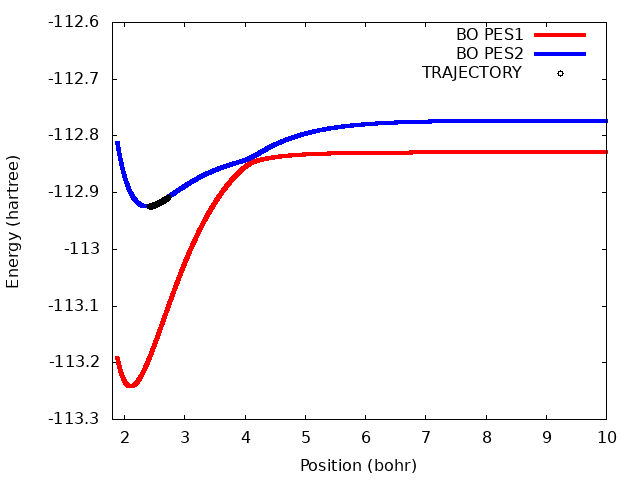 -112.6
BO PES1
BO PES2
TRAJECTORY
-112.7
-112.8
-112.9
-113
-113.1
-113.2
-113.3
Energy (hartree)
2 3 4 5 6 7 8 9 10
Position (bohr)